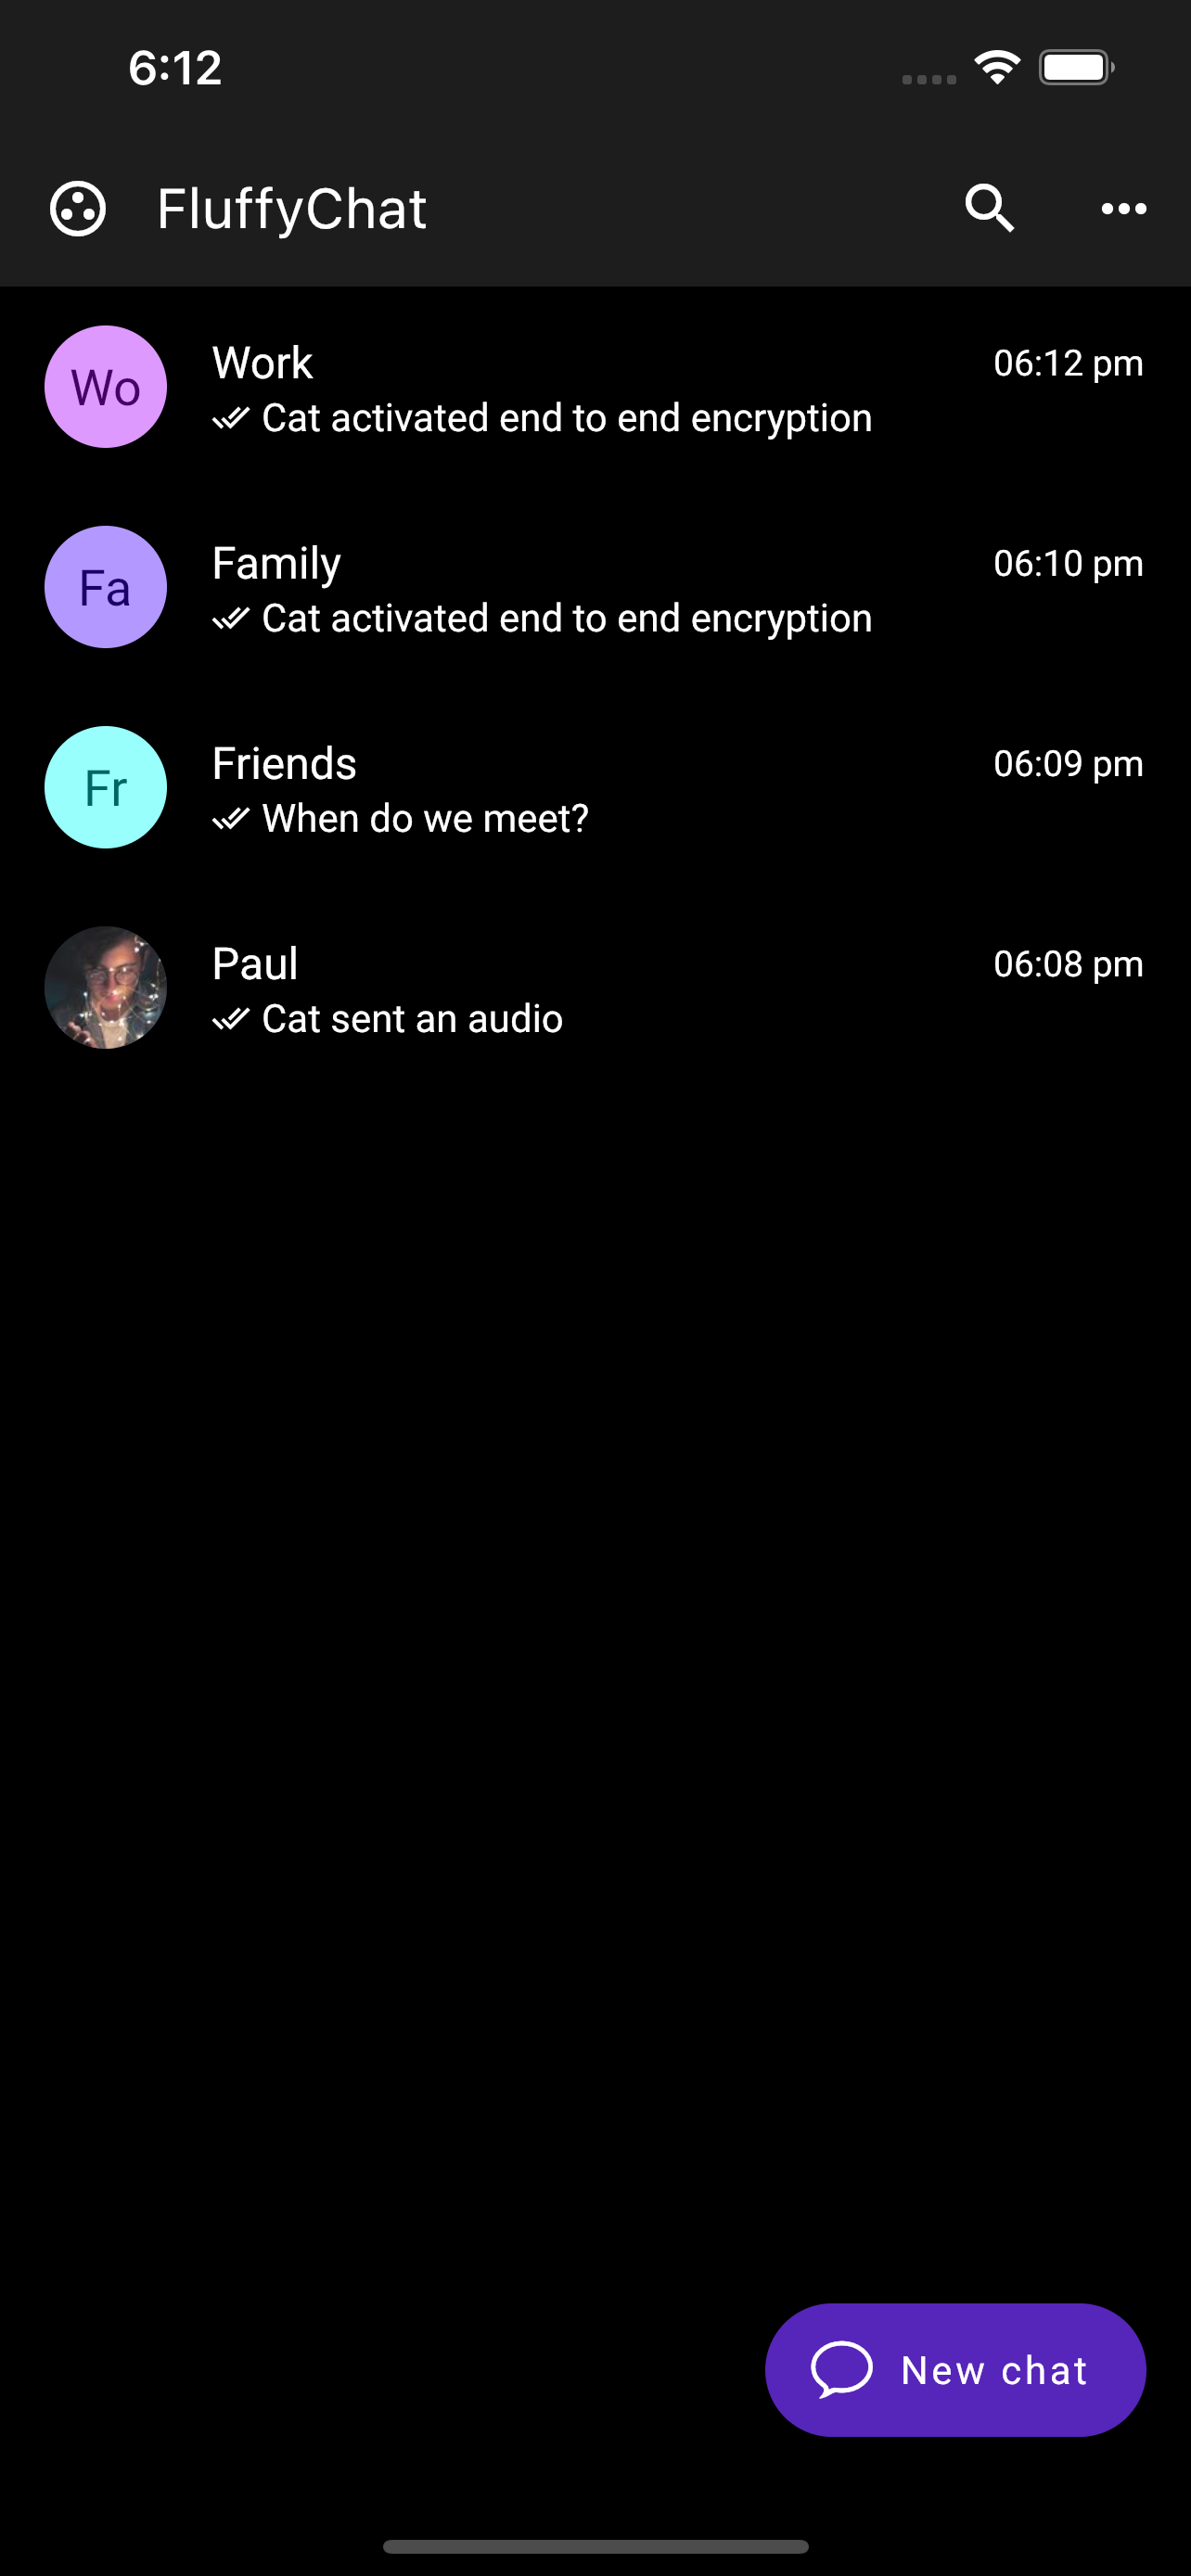 6:12
FluffyChat
Wo
Work
06:12 pm
Cat activated end to end encryption
Fa
Family
06:10 pm
Cat activated end to end encryption
Fr
Friends
06:09 pm
When do we meet?
Paul
06:08 pm
Cat sent an audio
New chat